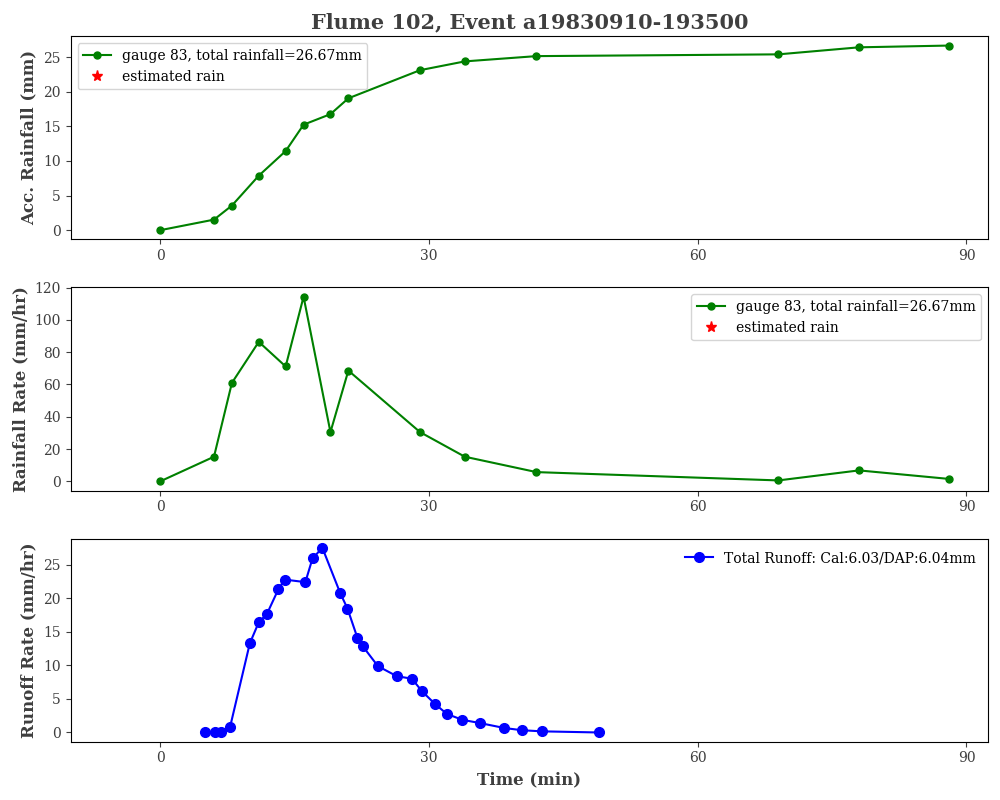 Flume 102, Event a19830910-193500
Acc. Rainfall (mm)
25
20
15
10
5
0
gauge 83, total rainfall=26.67mm
estimated rain
0 30 60 90
Rainfall Rate (mm/hr)
120
100
80
60
40
20
0
gauge 83, total rainfall=26.67mm
estimated rain
0 30 60 90
Runoff Rate (mm/hr)
25
20
15
10
5
0
Total Runoff: Cal:6.03/DAP:6.04mm
0 30 60 90
Time (min)